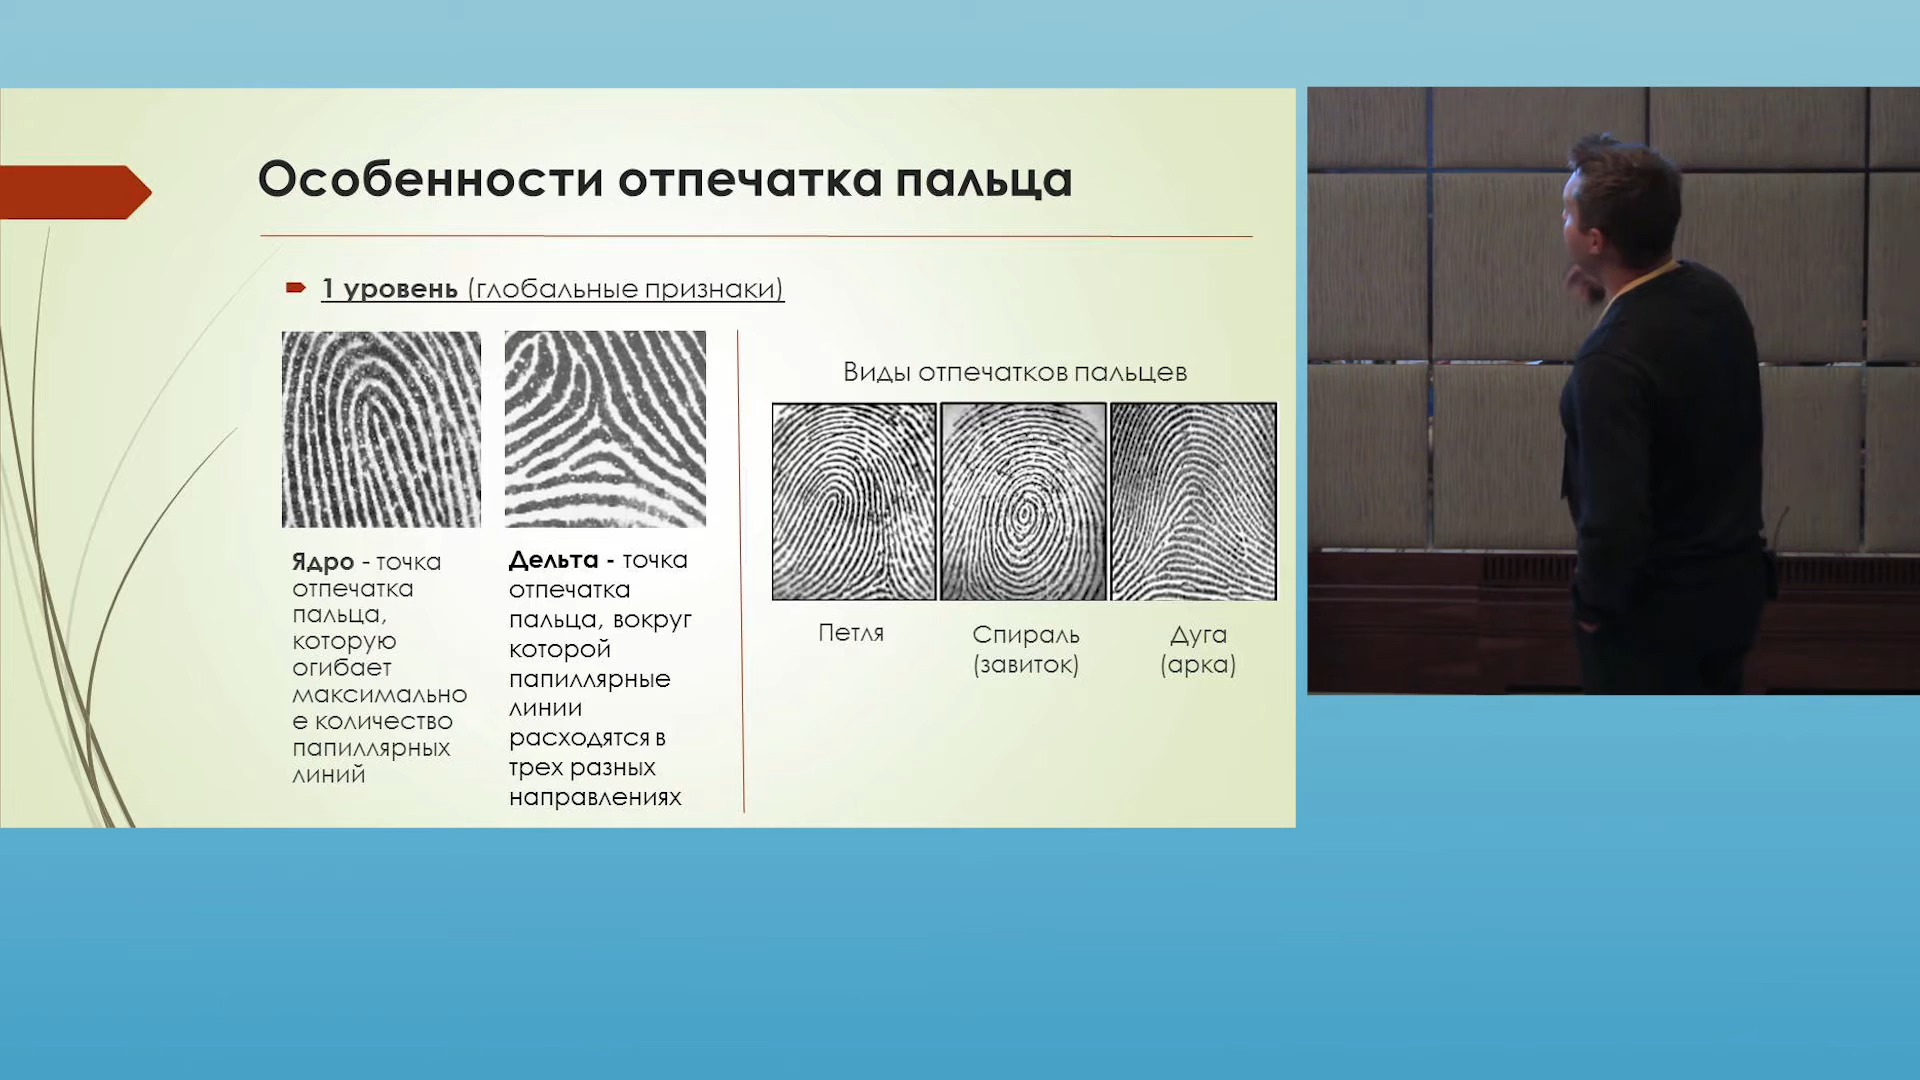 Особенности отпечатка пальца
1 уровень (глобальные признаки)
Ядро - точка
отпечатка
пальца,
которую
огибает
максимально
е количество
папиллярных
линий
Дельта - точка
отпечатка
пальца, вокруг
которой
папиллярные
линии
расходятся в
трех разных
направлениях
Виды отпечатков пальцев
Петля
Спираль
(завиток)
Дуга
(арка)